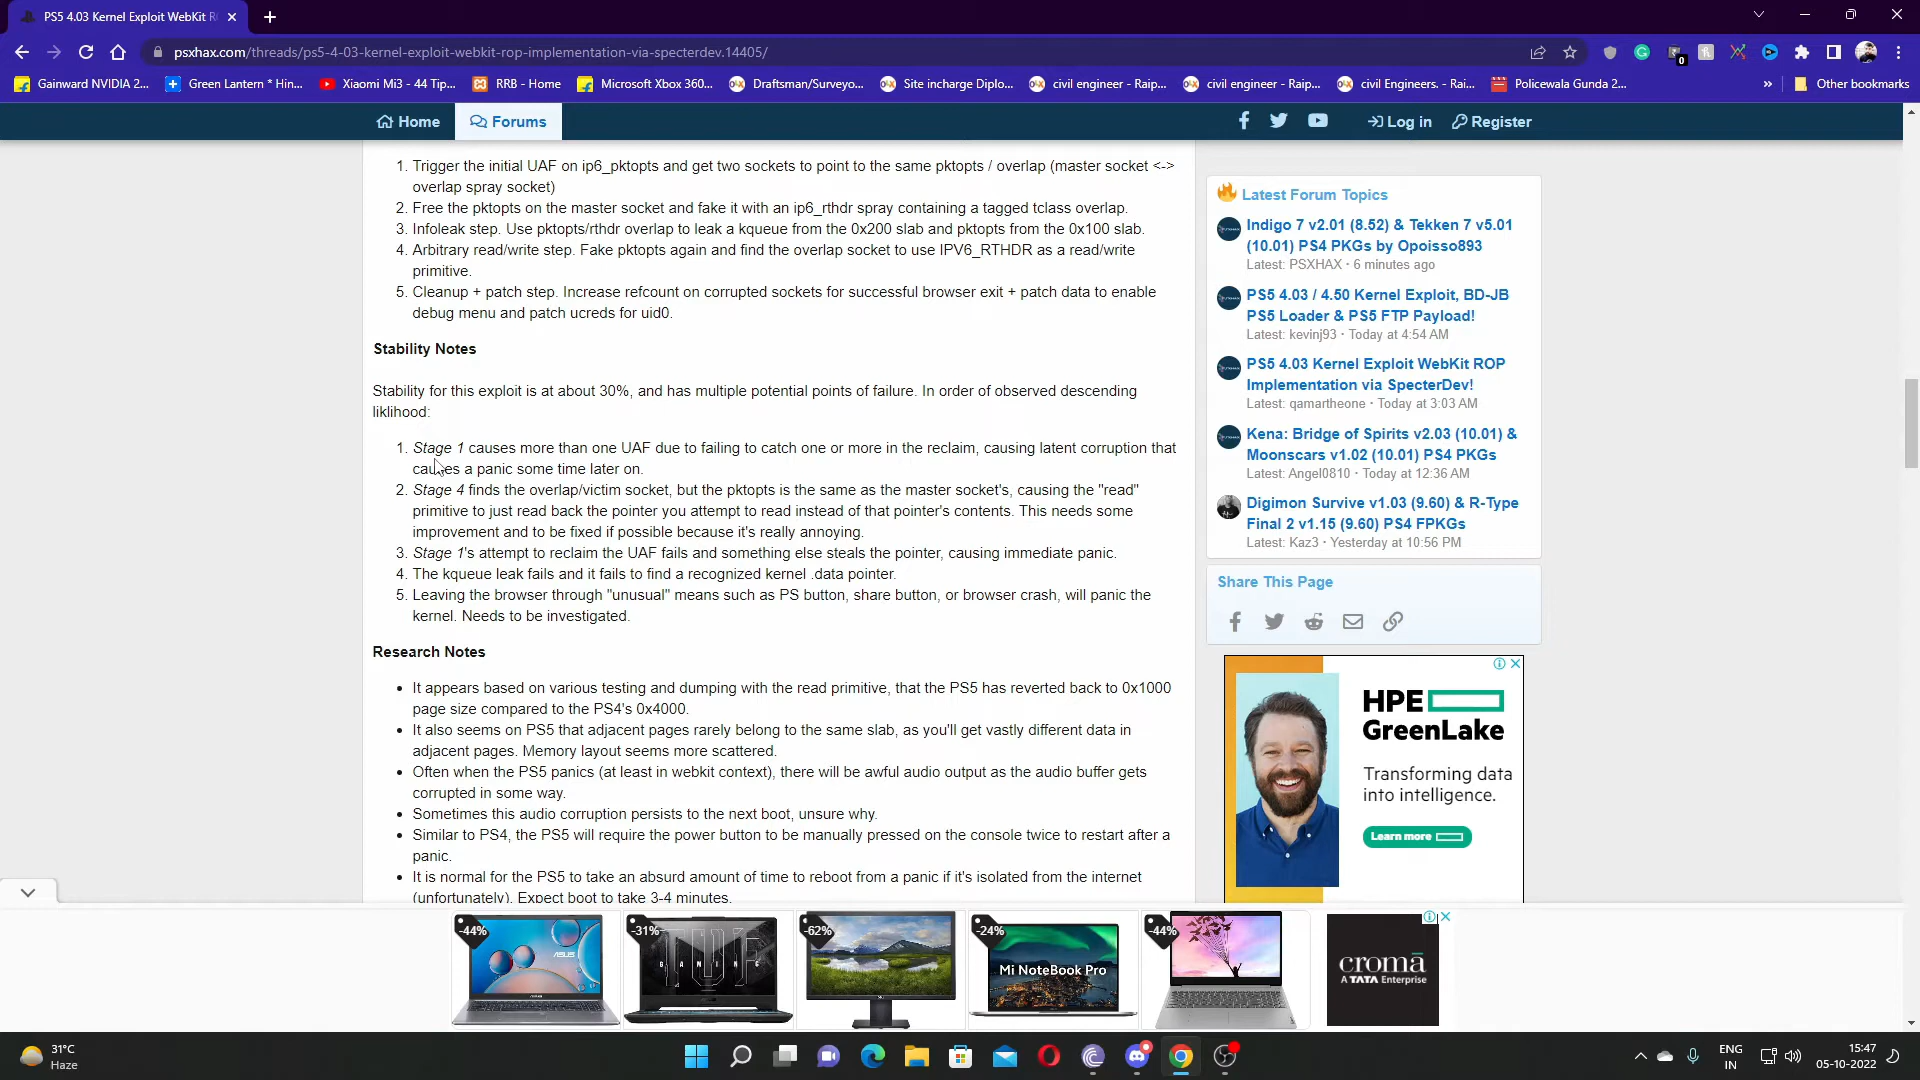 PS5 4.03 Kernel Exploit WebKit R
psxhax.com/threads/ps5-4-03-kernel-exploit-webkit-rop-implementation-via-specterdev.14405/
0
Gainward NVIDIA 2...
Green Lantern * Hin...
Xiaomi Mi3 - 44 Tip...
RRB - Home
Microsoft Xbox 360...
Draftsman/Surveyo...
Site incharge Diplo...
civil engineer - Raip...
civil engineer - Raip...
civil Engineers. - Rai...
Policewala Gunda 2...
»
Other bookmarks
Home
Forums
Log in
Register
1. Trigger the initial UAF on ip6_pktopts and get two sockets to point to the same pktopts / overlap (master socket <->
overlap spray socket)
2. Free the pktopts on the master socket and fake it with an ip6_rthdr spray containing a tagged tclass overlap.
3. Infoleak step. Use pktopts/rthdr overlap to leak a kqueue from the 0x200 slab and pktopts from the 0x100 slab.
4. Arbitrary read/write step. Fake pktopts again and find the overlap socket to use IPV6_RTHDR as a read/write
primitive.
5. Cleanup + patch step. Increase refcount on corrupted sockets for successful browser exit + patch data to enable
debug menu and patch ucreds for uid0.
Stability Notes
Stability for this exploit is at about 30%, and has multiple potential points of failure. In order of observed descending
liklihood:
1. Stage 1 causes more than one UAF due to failing to catch one or more in the reclaim, causing latent corruption that
causes a panic some time later on.
2. Stage 4 finds the overlap/victim socket, but the pktopts is the same as the master socket's, causing the "read"
primitive to just read back the pointer you attempt to read instead of that pointer's contents. This needs some
improvement and to be fixed if possible because it's really annoying.
3. Stage 1's attempt to reclaim the UAF fails and something else steals the pointer, causing immediate panic.
4. The kqueue leak fails and it fails to find a recognized kernel .data pointer.
5. Leaving the browser through "unusual" means such as PS button, share button, or browser crash, will panic the
kernel. Needs to be investigated.
Research Notes
• It appears based on various testing and dumping with the read primitive, that the PS5 has reverted back to 0x1000
page size compared to the PS4's 0x4000.
• It also seems on PS5 that adjacent pages rarely belong to the same slab, as you'll get vastly different data in
adjacent pages. Memory layout seems more scattered.
• Often when the PS5 panics (at least in webkit context), there will be awful audio output as the audio buffer gets
corrupted in some way.
• Sometimes this audio corruption persists to the next boot, unsure why.
• Similar to PS4, the PS5 will require the power button to be manually pressed on the console twice to restart after a
panic.
• It is normal for the PS5 to take an absurd amount of time to reboot from a panic if it's isolated from the internet
(unfortunately). Expect boot to take 3-4 minutes.
Latest Forum Topics
Indigo 7 v2.01 (8.52) & Tekken 7 v5.01
(10.01) PS4 PKGs by Opoisso893
Latest: PSXHAX · 6 minutes ago
PS5 4.03 / 4.50 Kernel Exploit, BD-JB
PS5 Loader & PS5 FTP Payload!
Latest: kevinj93 · Today at 4:54 AM
PS5 4.03 Kernel Exploit WebKit ROP
Implementation via SpecterDev!
Latest: qamartheone · Today at 3:03 AM
Kena: Bridge of Spirits v2.03 (10.01) &
Moonscars v1.02 (10.01) PS4 PKGs
Latest: Angel0810 · Today at 12:36 AM
Digimon Survive v1.03 (9.60) & R-Type
Final 2 v1.15 (9.60) PS4 FPKGs
Latest: Kaz3 · Yesterday at 10:56 PM
Share This Page
HPE
GreenLake
Transforming data
into intelligence.
Learn more
-44%
-31%
-62%
-24%
-44%
ASUS
TUF
GAMING
Mi NoteBook Pro
croma
A TATA Enterprise
31°C
Haze
ENG
IN
15:47
05-10-2022